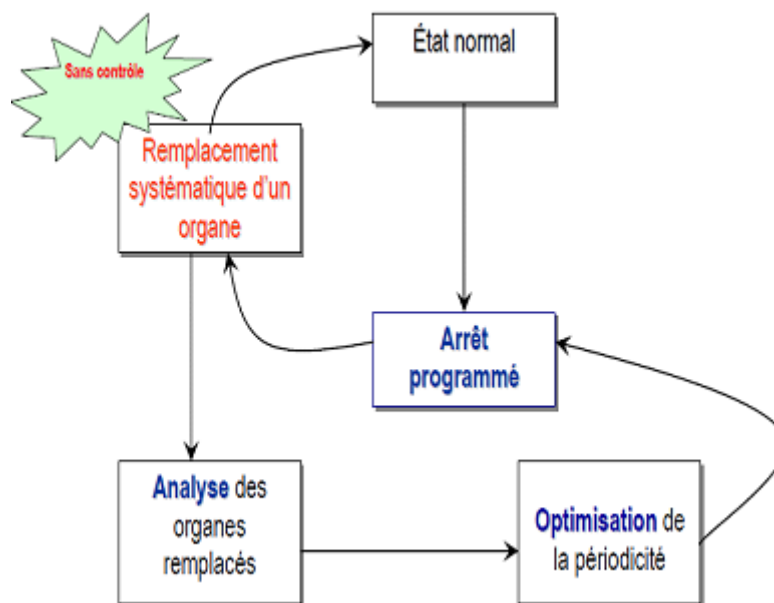 Sans contrôle
État normal
Remplacement
systématique d'un
organe
Arrêt
programmé
Analyse des
organes
remplacés
Optimisation de
la périodicité